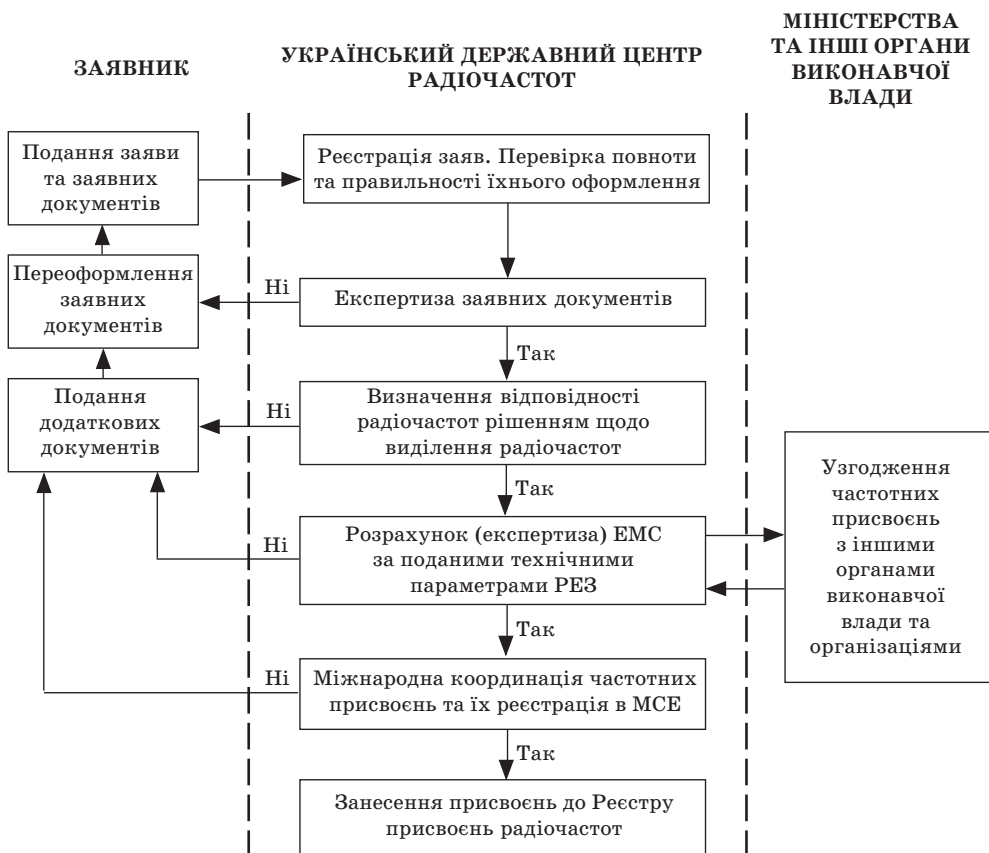 ЗАЯВНИК
УКРАЇНСЬКИЙ ДЕРЖАВНИЙ ЦЕНТР
РАДІОЧАСТОТ
МІНІСТЕРСТВА
ТА ІНШІ ОРГАНИ
ВИКОНАВЧОЇ
ВЛАДИ
Подання заяви
та заявних
документів
Реєстрація заяв. Перевірка повноти
та правильності їхнього оформлення
Переоформлення
заявних
документів
Ні
Експертиза заявних документів
Так
Подання
додаткових
документів
Ні
Визначення відповідності
радіочастот рішенням щодо
виділення радіочастот
Так
Ні
Розрахунок (експертиза) ЕМС
за поданими технічними
параметрами РЕЗ
Узгодження
частотних
присвоєнь
з іншими
органами
виконавчої
влади та
організаціями
Так
Ні
Міжнародна координація частотних
присвоєнь та їх реєстрація в МСЕ
Так
Занесення присвоєнь до Реєстру
присвоєнь радіочастот